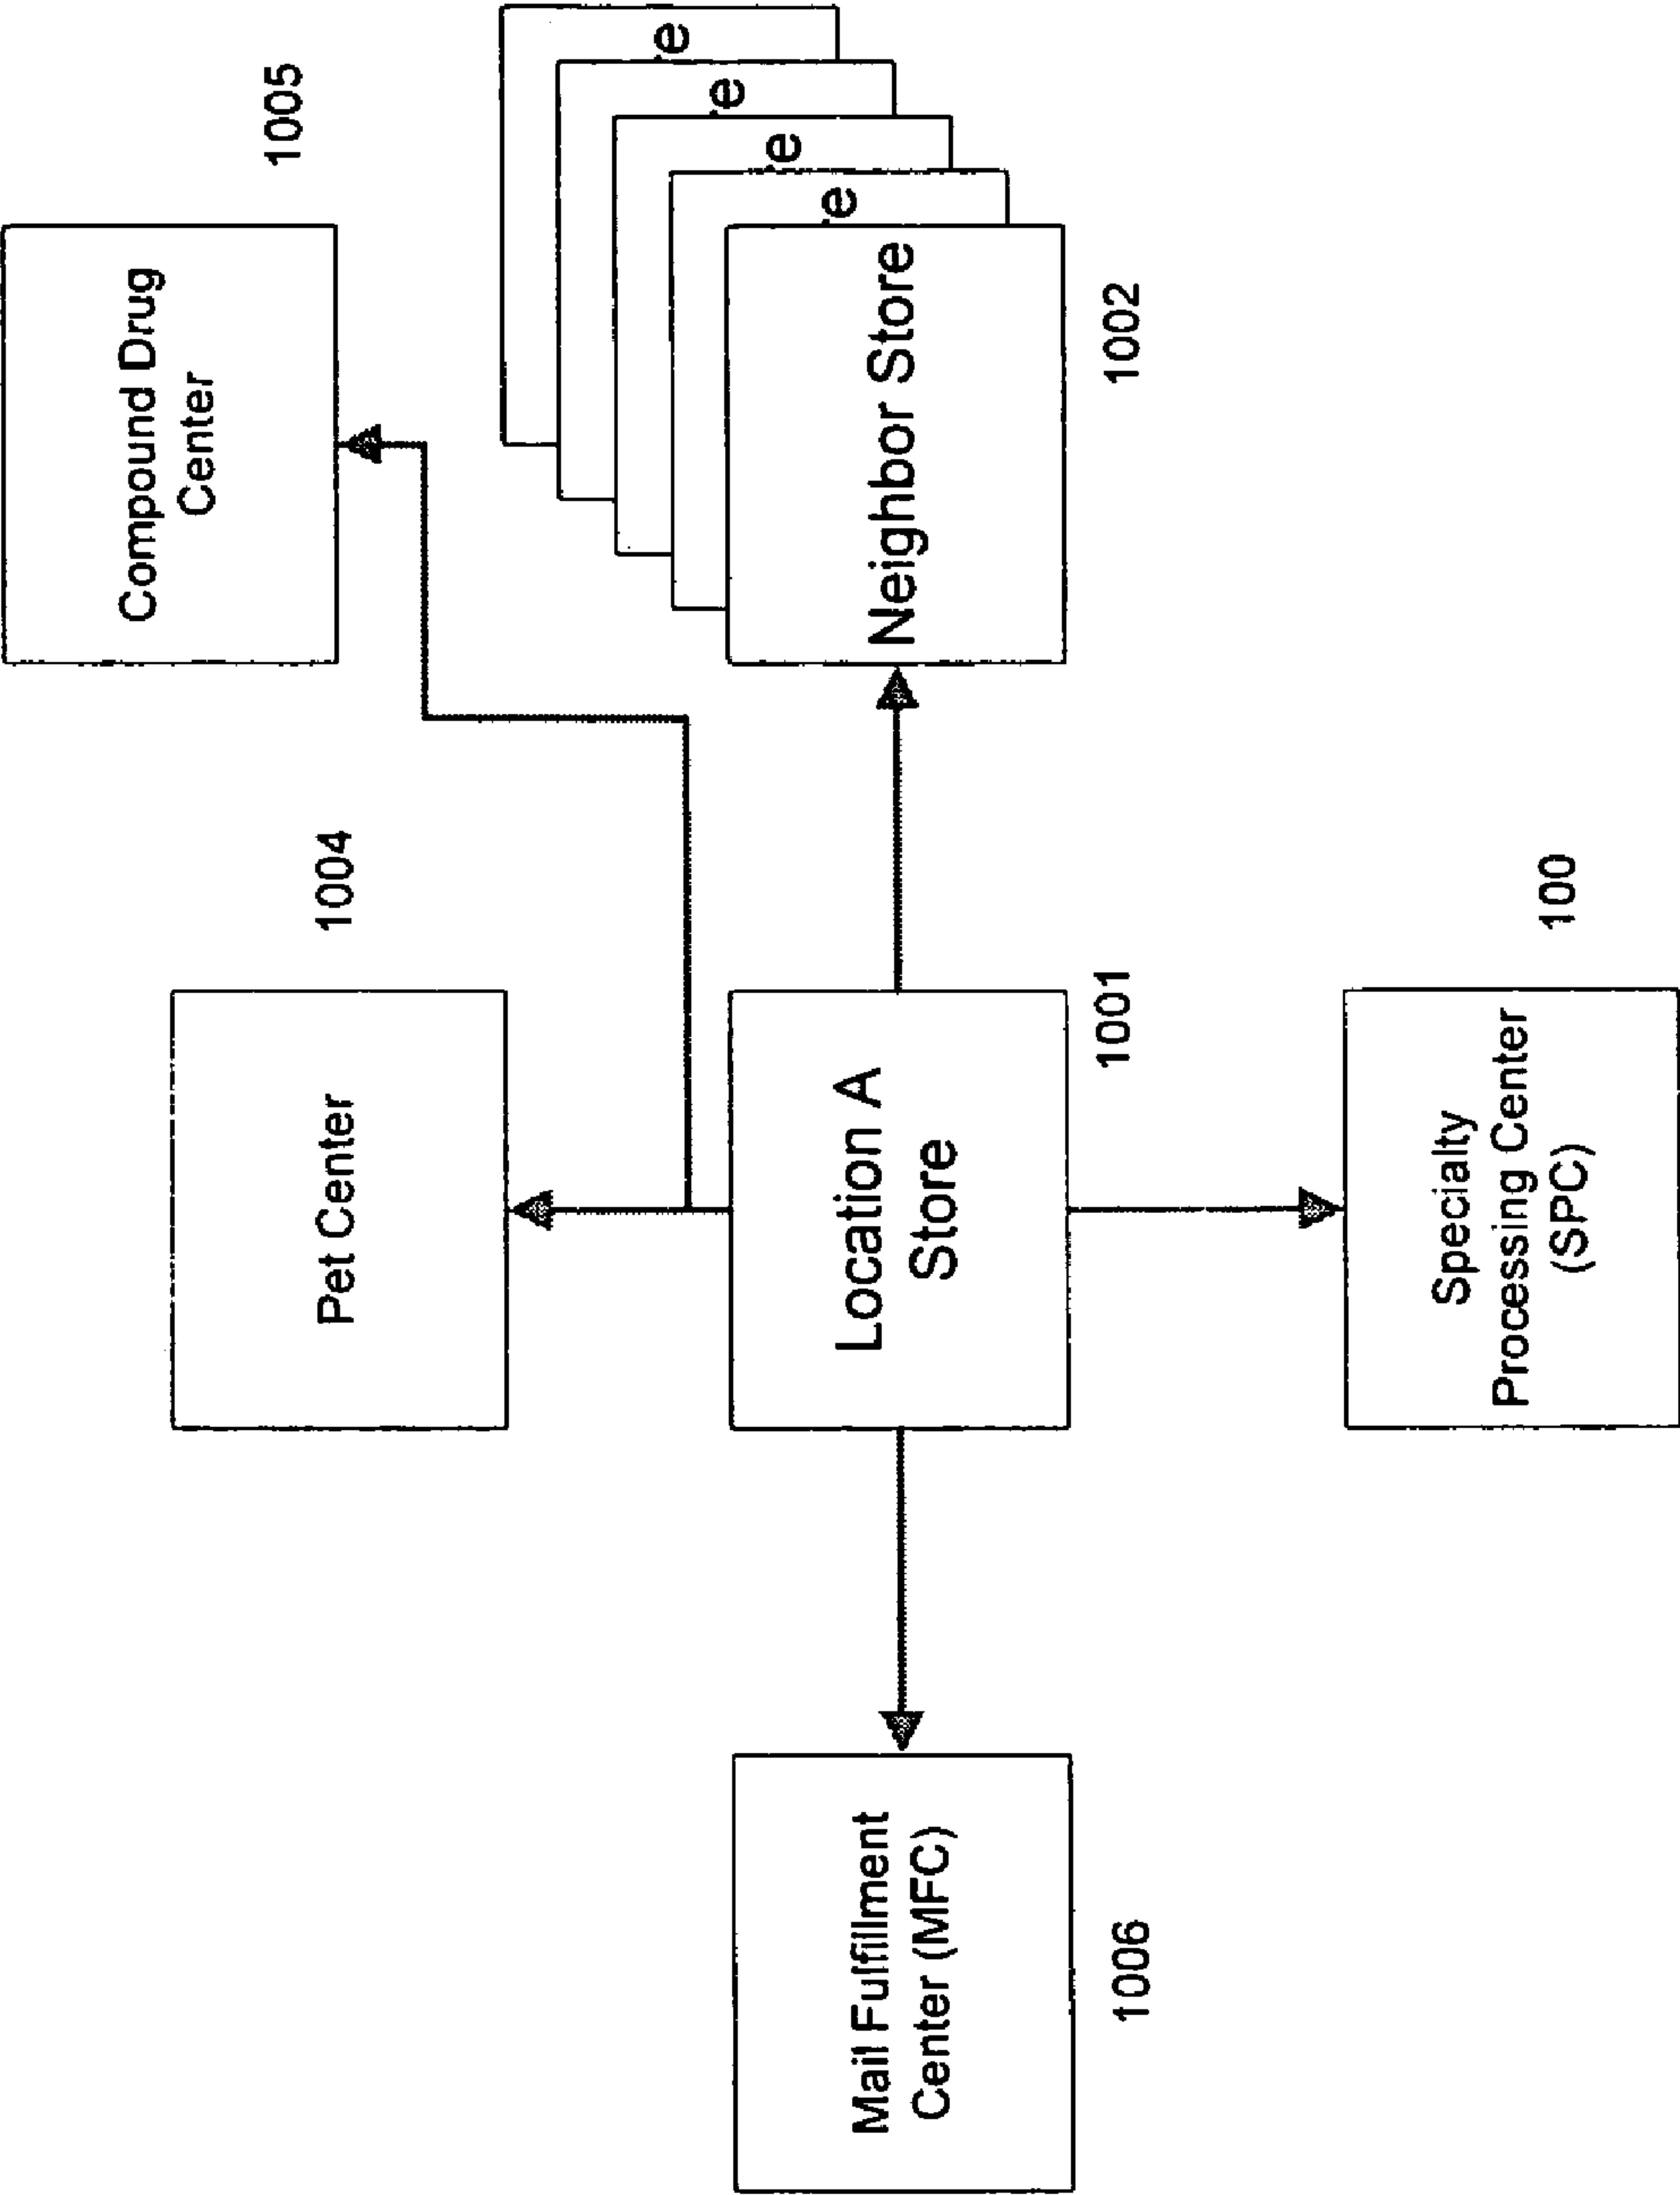 Compound Drug
Center
1005
Pet Center
1004
e
e
e
e
Neighbor Store
1002
Location A
Store
1001
Mail Fulfillment
Center (MFC)
1006
Specialty
Processing Center
(SPC)
100